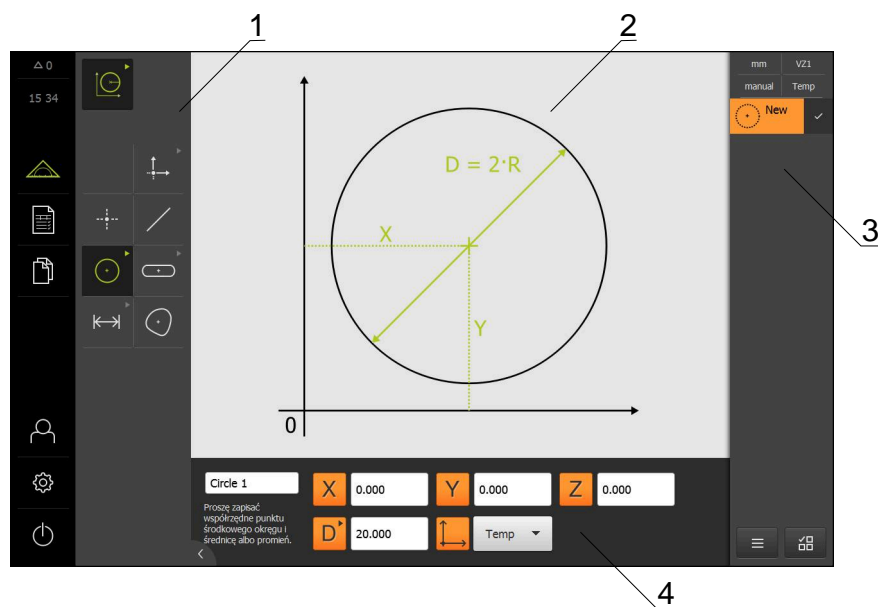 1
2
△ 0
15 34
mm
VZ1
manual
Temp
New
D = 2·R
X
Y
0
3
Circle 1
X
0.000
Y
0.000
Z
0.000
Proszę zapisać
współrzędne punktu
środkowego okręgu i
średnicę albo promień.
D
20.000
Temp
4